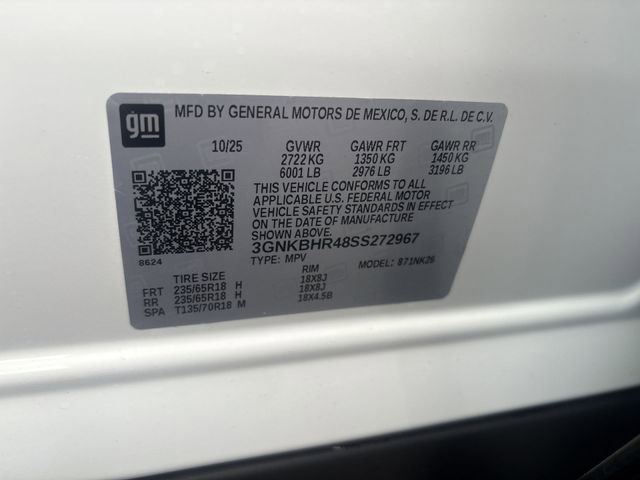 gm
MFD BY GENERAL MOTORS DE MEXICO, S. DE R.L. DE C.V.
10/25 GVWR GAWR FRT GAWR RR
2722 KG 1350 KG 1450 KG
6001 LB 2976 LB 3196 LB
THIS VEHICLE CONFORMS TO ALL
APPLICABLE U.S. FEDERAL MOTOR
VEHICLE SAFETY STANDARDS IN EFFECT
ON THE DATE OF MANUFACTURE
SHOWN ABOVE.
3GNKBHR48SS272967
8624
TYPE: MPV MODEL: 871NK26
TIRE SIZE RIM
FRT 235/65R18 H 18X8J
RR 235/65R18 H 18X8J
SPA T135/70R18 M 18X4.5B